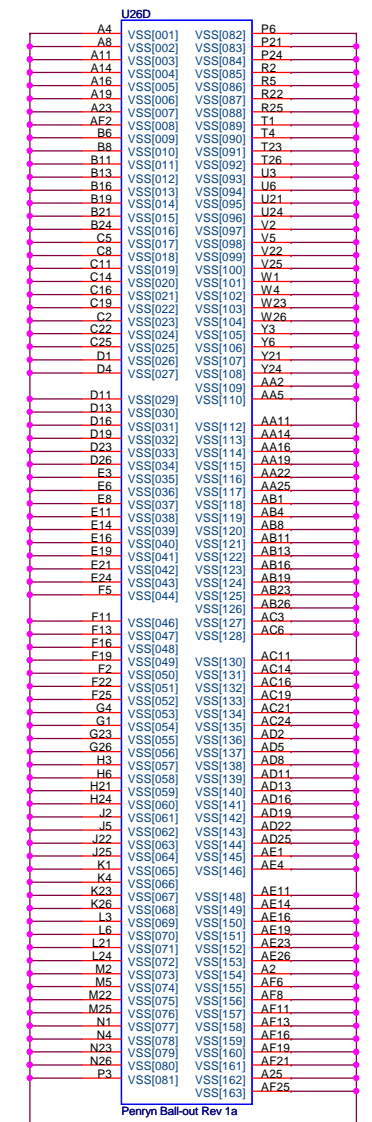 U26D
A4 VSS[001] VSS[082] P6
A8 VSS[002] VSS[083] P21
A11 VSS[003] VSS[084] P24
A14 VSS[004] VSS[085] R2
A16 VSS[005] VSS[086] R5
A19 VSS[006] VSS[087] R22
A23 VSS[007] VSS[088] R25
AF2 VSS[008] VSS[089] T1
B6 VSS[009] VSS[090] T4
B8 VSS[010] VSS[091] T23
B11 VSS[011] VSS[092] T26
B13 VSS[012] VSS[093] U3
B16 VSS[013] VSS[094] U6
B19 VSS[014] VSS[095] U21
B21 VSS[015] VSS[096] U24
B24 VSS[016] VSS[097] V2
C5 VSS[017] VSS[098] V5
C8 VSS[018] VSS[099] V22
C11 VSS[019] VSS[100] V25
C14 VSS[020] VSS[101] W1
C16 VSS[021] VSS[102] W4
C19 VSS[022] VSS[103] W23
C2 VSS[023] VSS[104] W26
C22 VSS[024] VSS[105] Y3
C25 VSS[025] VSS[106] Y6
D1 VSS[026] VSS[107] Y21
D4 VSS[027] VSS[108] Y24
VSS[109] AA2
D11 VSS[029] VSS[110] AA5
D13 VSS[030]
D16 VSS[031] VSS[112] AA11
D19 VSS[032] VSS[113] AA14
D23 VSS[033] VSS[114] AA16
D26 VSS[034] VSS[115] AA19
E3 VSS[035] VSS[116] AA22
E6 VSS[036] VSS[117] AA25
E8 VSS[037] VSS[118] AB1
E11 VSS[038] VSS[119] AB4
E14 VSS[039] VSS[120] AB8
E16 VSS[040] VSS[121] AB11
E19 VSS[041] VSS[122] AB13
E21 VSS[042] VSS[123] AB16
E24 VSS[043] VSS[124] AB19
F5 VSS[044] VSS[125] AB23
VSS[126] AB26
F11 VSS[046] VSS[127] AC3
F13 VSS[047] VSS[128] AC6
F16 VSS[048]
F19 VSS[049] VSS[130] AC11
F2 VSS[050] VSS[131] AC14
F22 VSS[051] VSS[132] AC16
F25 VSS[052] VSS[133] AC19
G4 VSS[053] VSS[134] AC21
G1 VSS[054] VSS[135] AC24
G23 VSS[055] VSS[136] AD2
G26 VSS[056] VSS[137] AD5
H3 VSS[057] VSS[138] AD8
H6 VSS[058] VSS[139] AD11
H21 VSS[059] VSS[140] AD13
H24 VSS[060] VSS[141] AD16
J2 VSS[061] VSS[142] AD19
J5 VSS[062] VSS[143] AD22
J22 VSS[063] VSS[144] AD25
J25 VSS[064] VSS[145] AE1
K1 VSS[065] VSS[146] AE4
K4 VSS[066]
K23 VSS[067] VSS[148] AE11
K26 VSS[068] VSS[149] AE14
L3 VSS[069] VSS[150] AE16
L6 VSS[070] VSS[151] AE19
L21 VSS[071] VSS[152] AE23
L24 VSS[072] VSS[153] AE26
M2 VSS[073] VSS[154] A2
M5 VSS[074] VSS[155] AF6
M22 VSS[075] VSS[156] AF8
M25 VSS[076] VSS[157] AF11
N1 VSS[077] VSS[158] AF13
N4 VSS[078] VSS[159] AF16
N23 VSS[079] VSS[160] AF19
N26 VSS[080] VSS[161] AF21
P3 VSS[081] VSS[162] A25
VSS[163] AF25
Penryn Ball-out Rev 1a